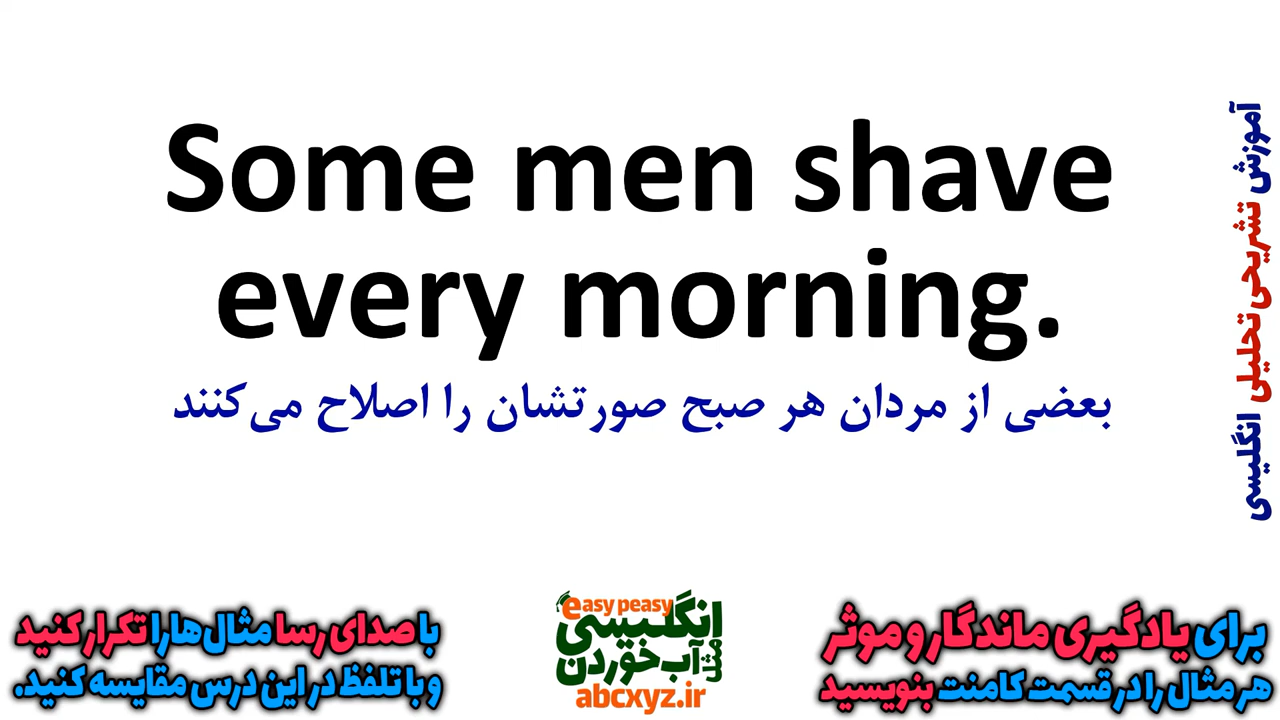 Some men shave
every morning.
بعضی از مردان هر صبح صورتشان را اصلاح می‌کنند
آموزش تشریحی تحلیلی انگلیسی
با صدای رسا مثال‌ها را تکرار کنید
و با تلفظ در این درس مقایسه کنید.
easy peasy
انگلیسی
مثل آب خوردن
abcxyz.ir
برای یادگیری ماندگار و موثر
هر مثال را در قسمت کامنت بنویسید